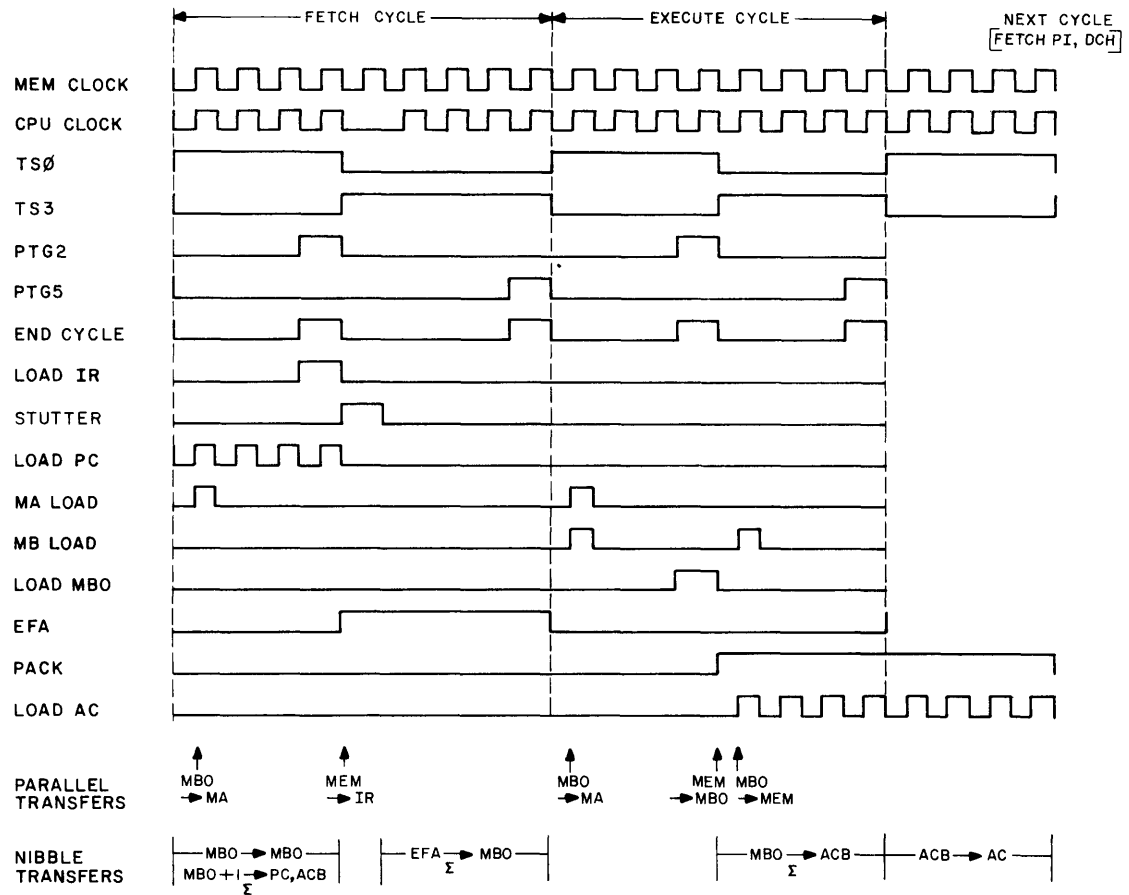 FETCH CYCLE
EXECUTE CYCLE
NEXT CYCLE
[FETCH PI, DCH]
MEM CLOCK
CPU CLOCK
TSØ
TS3
PTG2
PTG5
END CYCLE
LOAD IR
STUTTER
LOAD PC
MA LOAD
MB LOAD
LOAD MBO
EFA
PACK
LOAD AC
PARALLEL
TRANSFERS
MBO
→MA
MEM
→IR
MBO
→MA
MEM
→MBO
MBO
→MEM
NIBBLE
TRANSFERS
MBO → MBO
MBO+1 → PC, ACB
Σ
EFA → MBO
Σ
MBO → ACB
Σ
ACB → AC